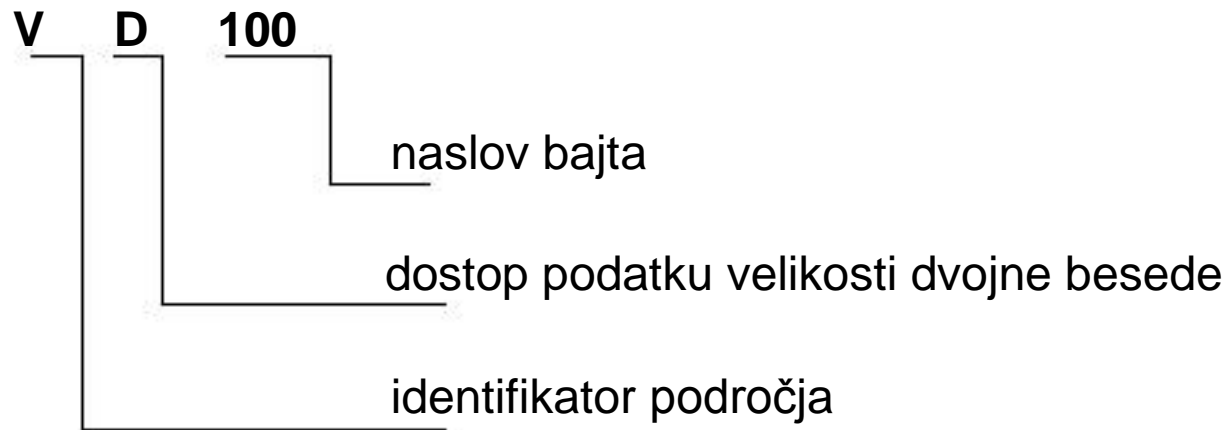 V D 100
naslov bajta
dostop podatku velikosti dvojne besede
identifikator področja